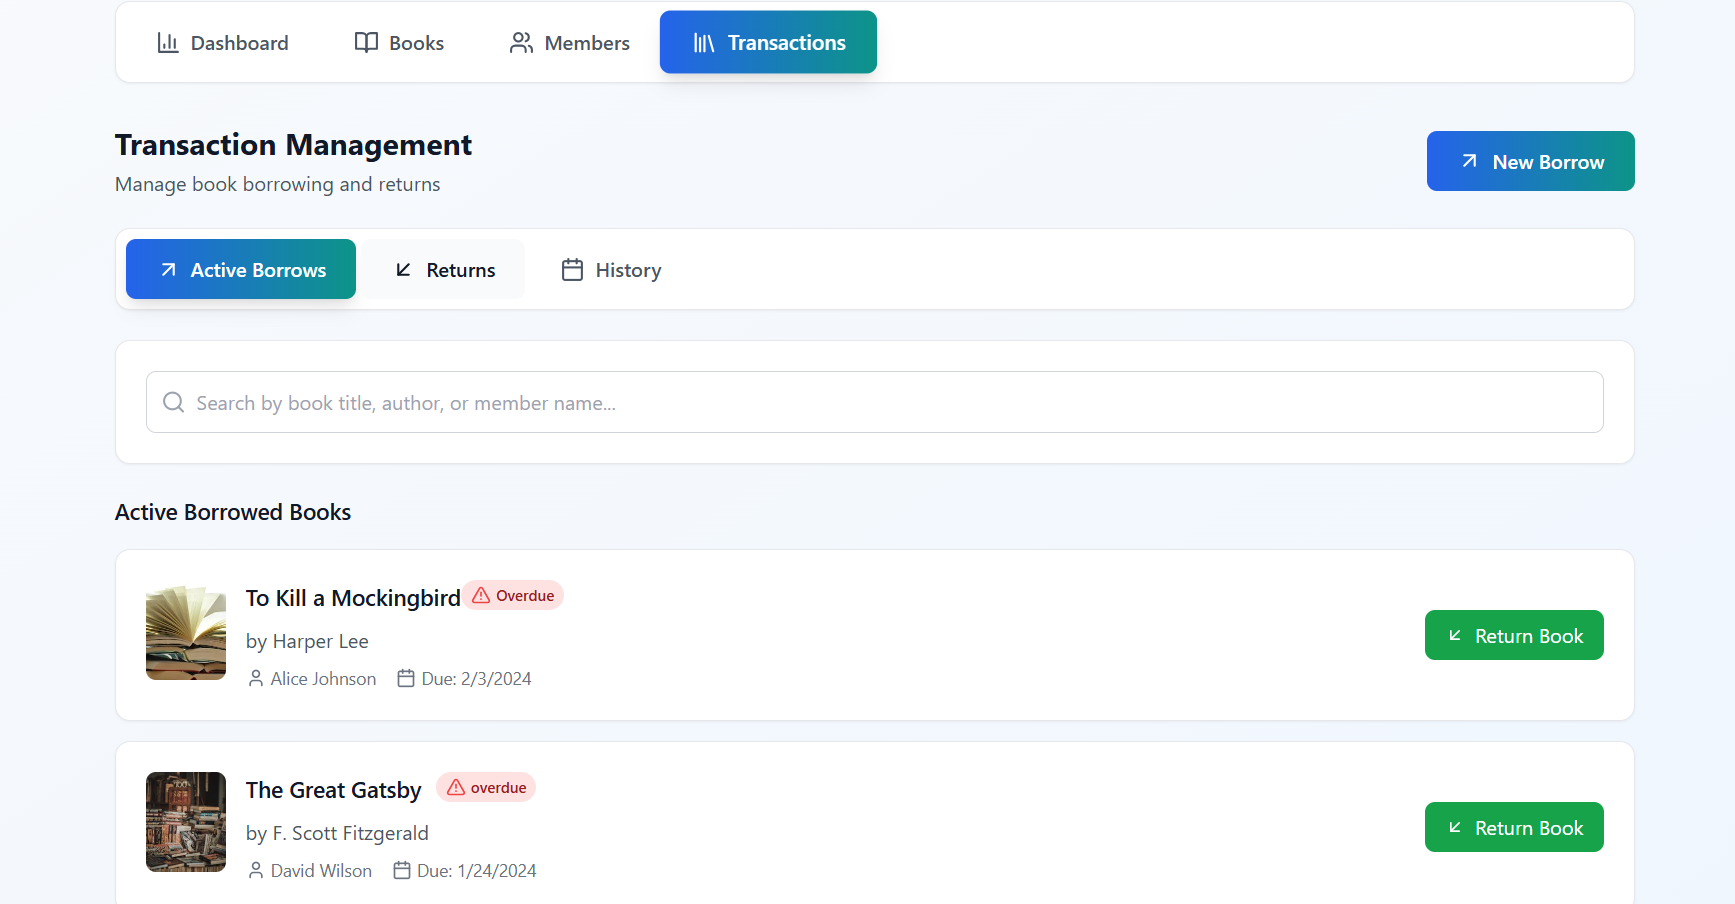 Dashboard Books Members Transactions
Transaction Management
Manage book borrowing and returns
New Borrow
Active Borrows Returns History
Search by book title, author, or member name...
Active Borrowed Books
To Kill a Mockingbird Overdue
by Harper Lee
Alice Johnson Due: 2/3/2024
Return Book
The Great Gatsby overdue
by F. Scott Fitzgerald
David Wilson Due: 1/24/2024
Return Book